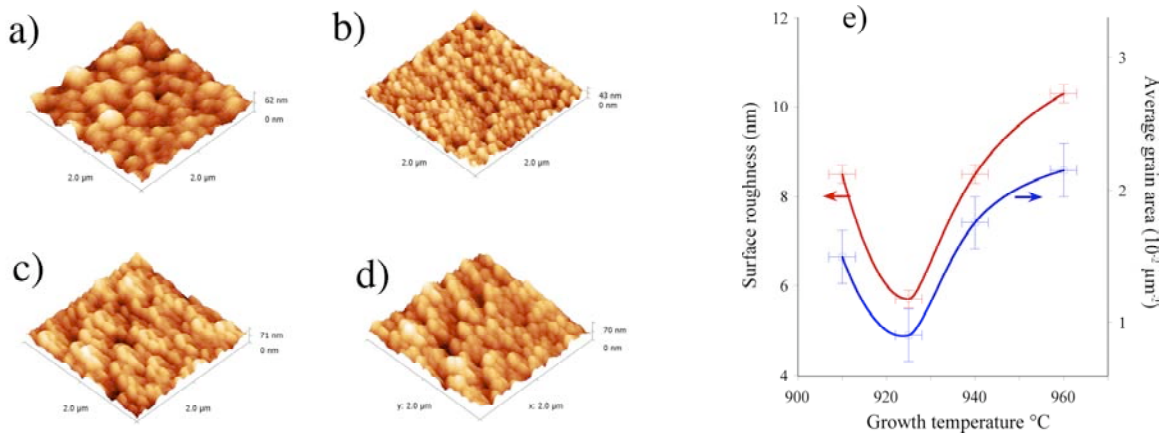 a)
62 nm
0 nm
2.0 µm
2.0 µm
b)
43 nm
0 nm
2.0 µm
2.0 µm
c)
71 nm
0 nm
2.0 µm
2.0 µm
d)
70 nm
0 nm
y: 2.0 µm
x: 2.0 µm
e)
Surface roughness (nm)
12
10
8
6
4
900
920
940
960
Growth temperature °C
3
2
1
Average grain area (10⁻² µm⁻²)